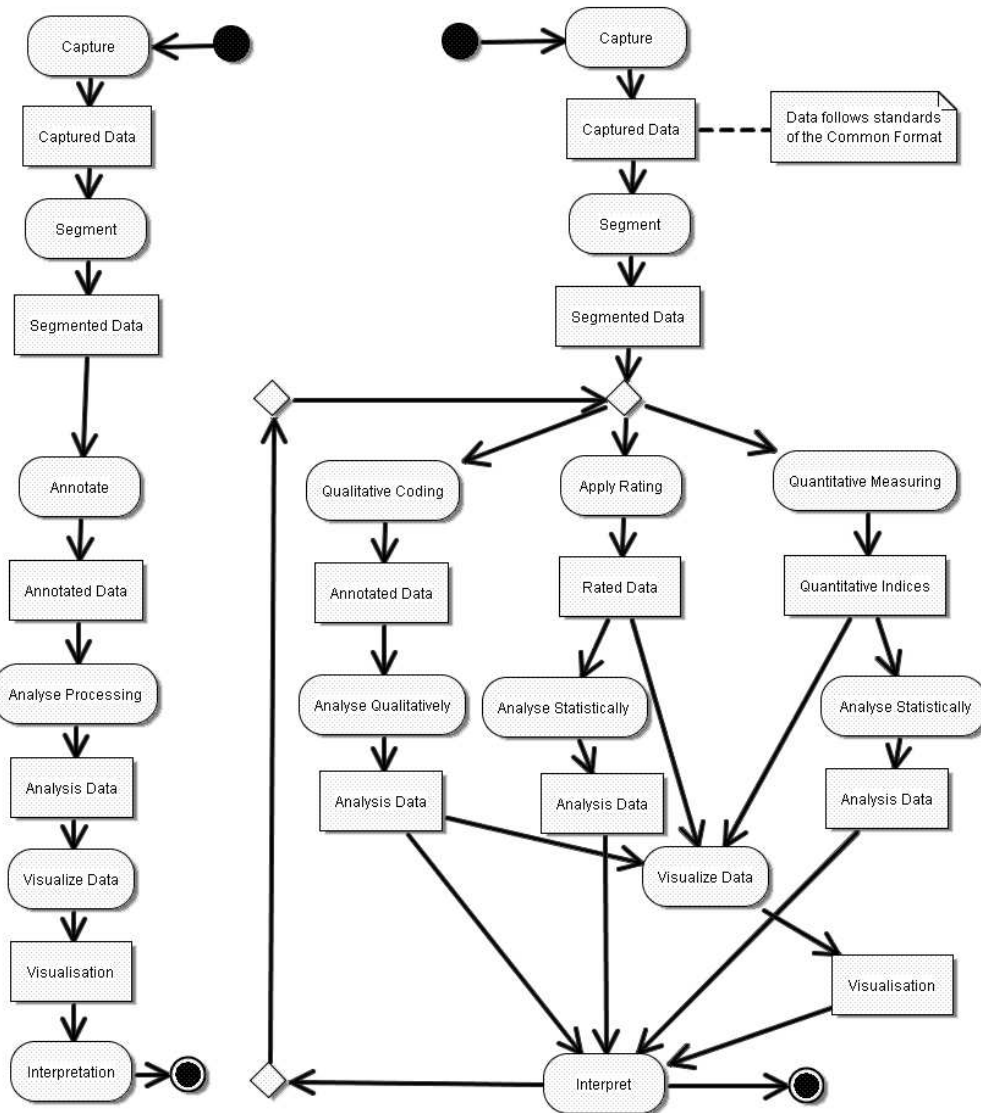 Capture
Captured Data
Segment
Segmented Data
Annotate
Annotated Data
Analyse Processing
Analysis Data
Visualize Data
Visualisation
Interpretation
Capture
Captured Data
Data follows standards
of the Common Format
Segment
Segmented Data
Qualitative Coding
Annotated Data
Analyse Qualitatively
Analysis Data
Apply Rating
Rated Data
Analyse Statistically
Analysis Data
Quantitative Measuring
Quantitative Indices
Analyse Statistically
Analysis Data
Visualize Data
Visualisation
Interpret